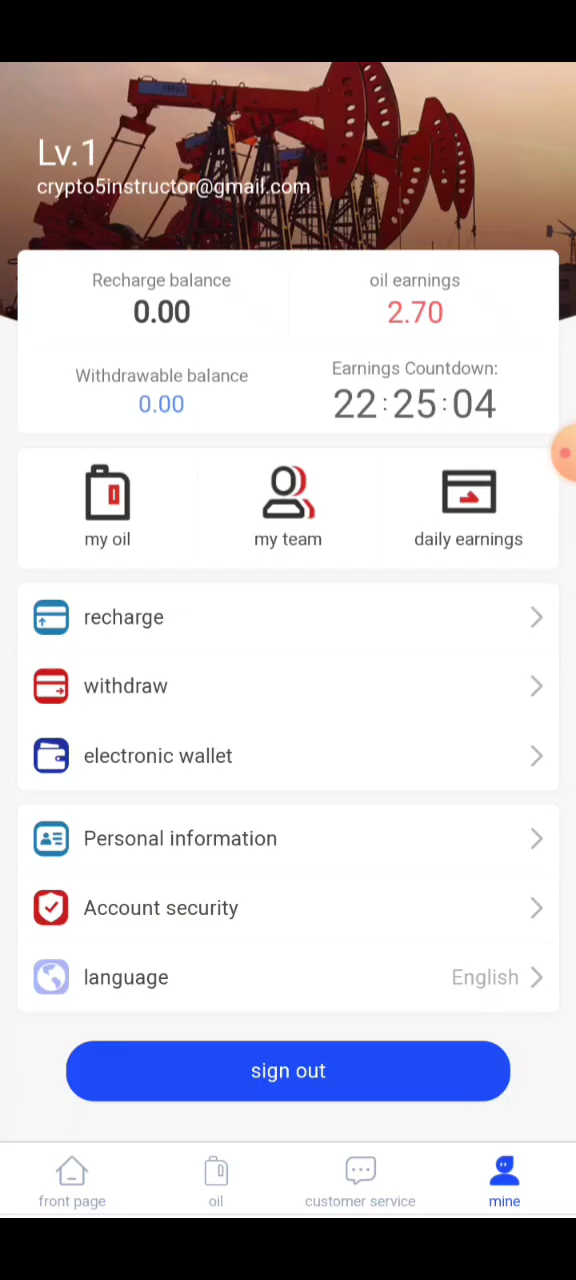 Lv.1
crypto5instructor@gmail.com
Recharge balance
0.00
oil earnings
2.70
Withdrawable balance
0.00
Earnings Countdown:
22:25:04
my oil
my team
daily earnings
recharge
withdraw
electronic wallet
Personal information
Account security
language
English
sign out
front page
oil
customer service
mine